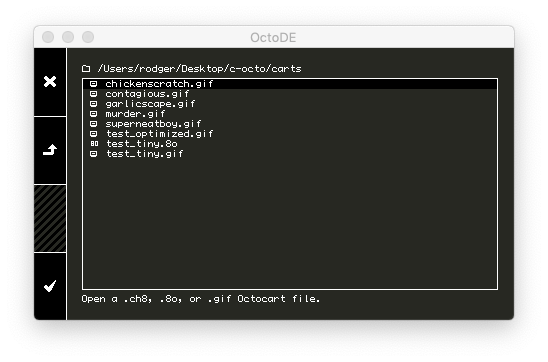 OctoDE
/Users/rodger/Desktop/c-octo/carts
chickenscratch.gif
contagious.gif
garlicscape.gif
murder.gif
superneatboy.gif
test_optimized.gif
80 test_tiny.8o
test_tiny.gif
Open a .ch8, .8o, or .gif Octocart file.